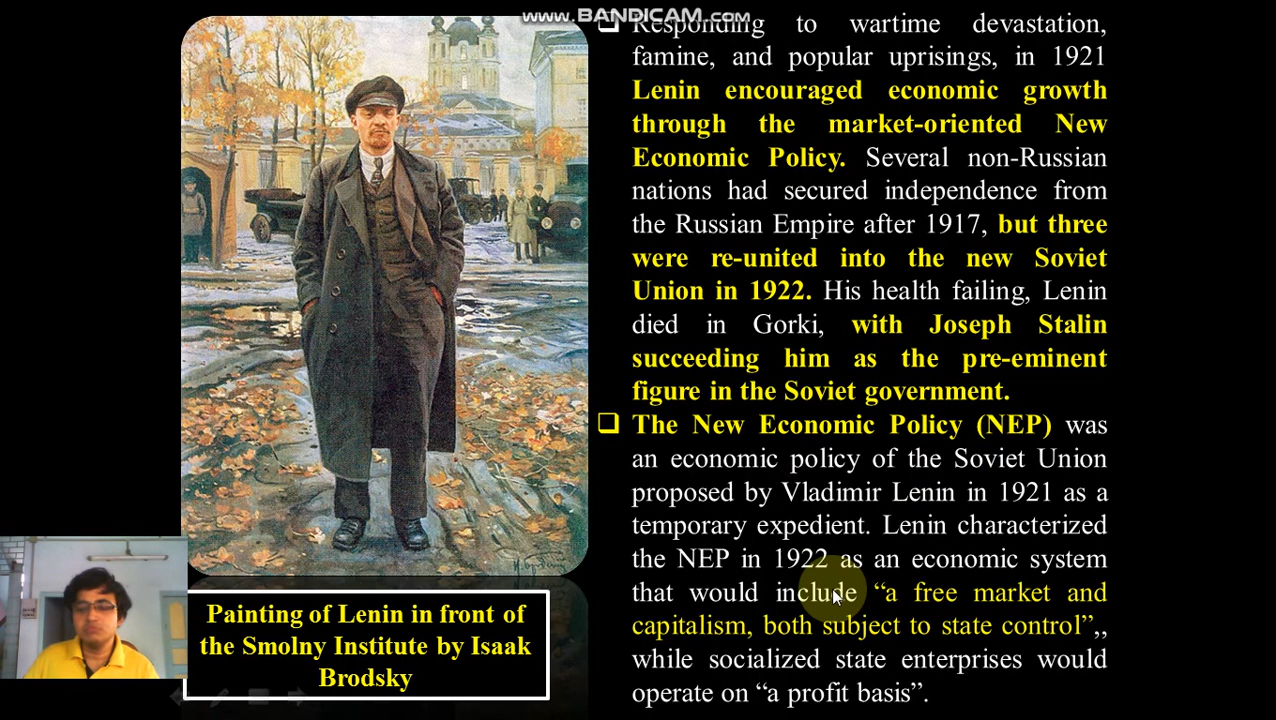 www.BANDICAM.com
Responding to wartime devastation,
famine, and popular uprisings, in 1921
Lenin encouraged economic growth
through the market-oriented New
Economic Policy. Several non-Russian
nations had secured independence from
the Russian Empire after 1917, but three
were re-united into the new Soviet
Union in 1922. His health failing, Lenin
died in Gorki, with Joseph Stalin
succeeding him as the pre-eminent
figure in the Soviet government.
The New Economic Policy (NEP) was
an economic policy of the Soviet Union
proposed by Vladimir Lenin in 1921 as a
temporary expedient. Lenin characterized
the NEP in 1922 as an economic system
that would include “a free market and
capitalism, both subject to state control”,,
while socialized state enterprises would
operate on “a profit basis”.
Painting of Lenin in front of
the Smolny Institute by Isaak
Brodsky